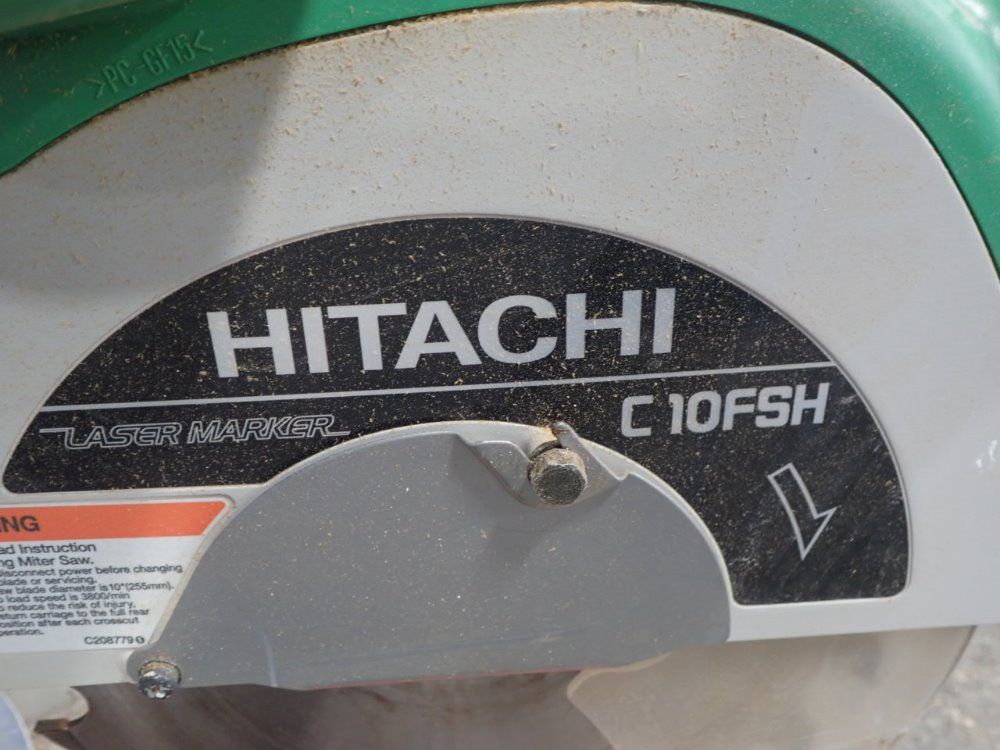 >PC-GF15<
HITACHI
LASER MARKER
C 10FSH
NG
ad Instruction
ng Miter Saw.
disconnect power before changing
blade or servicing.
aw blade diameter is 10"(255mm).
o load speed is 3800/min
o reduce the risk of injury,
return carriage to the full rear
position after each crosscut
peration.
C208779